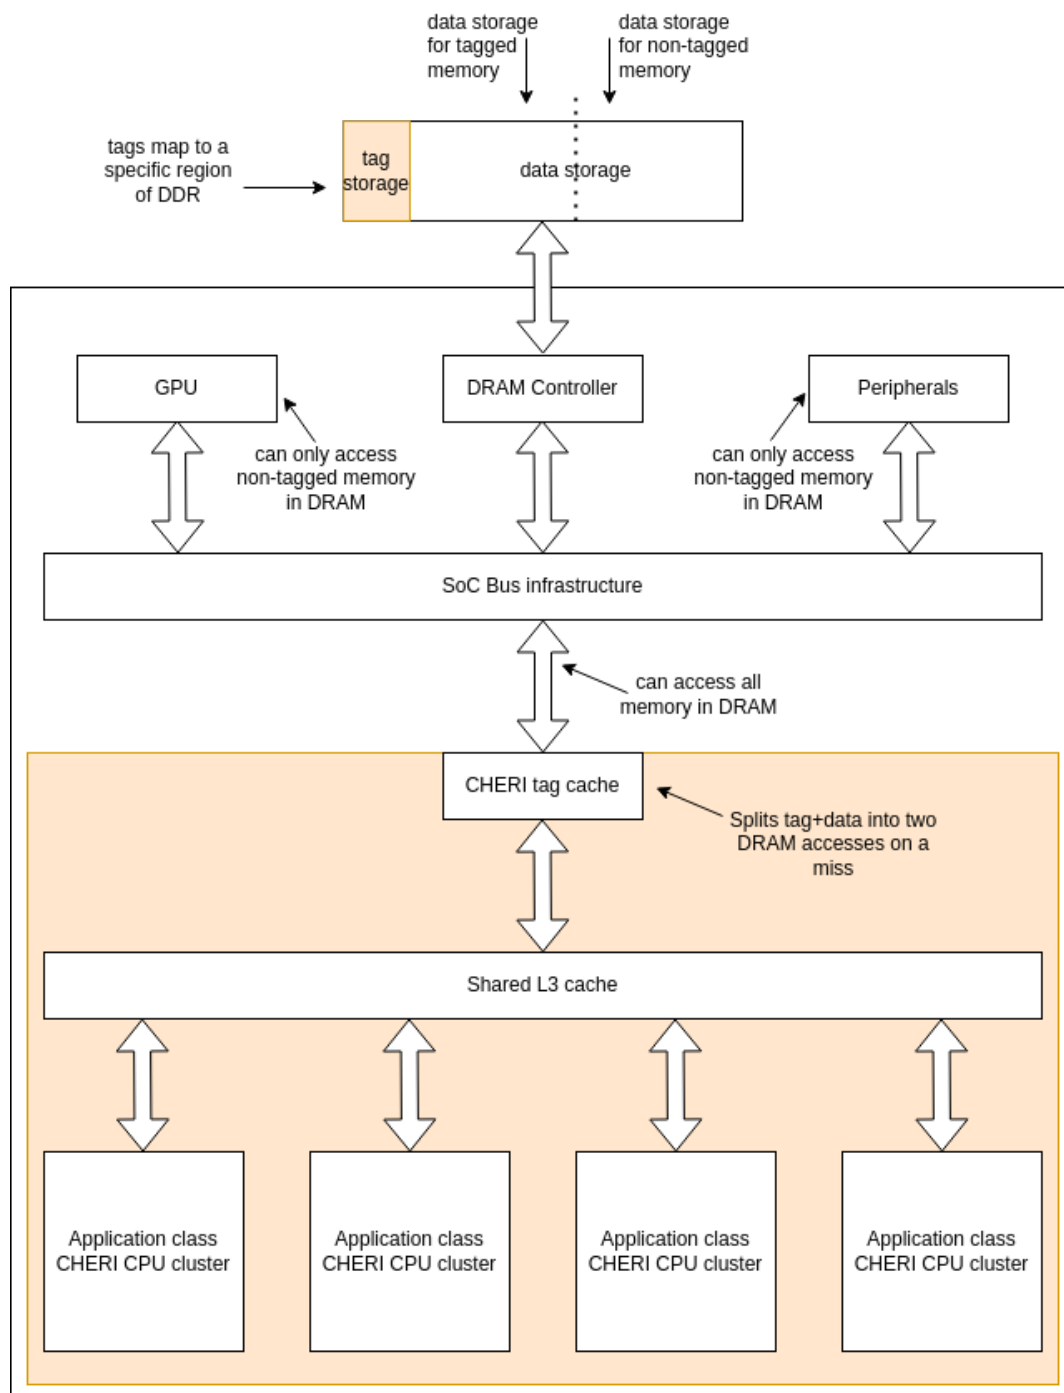 data storage
for tagged
memory
data storage
for non-tagged
memory
tags map to a
specific region
of DDR
tag
storage
data storage
GPU
DRAM Controller
Peripherals
can only access
non-tagged memory
in DRAM
can only access
non-tagged memory
in DRAM
SoC Bus infrastructure
can access all
memory in DRAM
CHERI tag cache
Splits tag+data into two
DRAM accesses on a
miss
Shared L3 cache
Application class
CHERI CPU cluster
Application class
CHERI CPU cluster
Application class
CHERI CPU cluster
Application class
CHERI CPU cluster